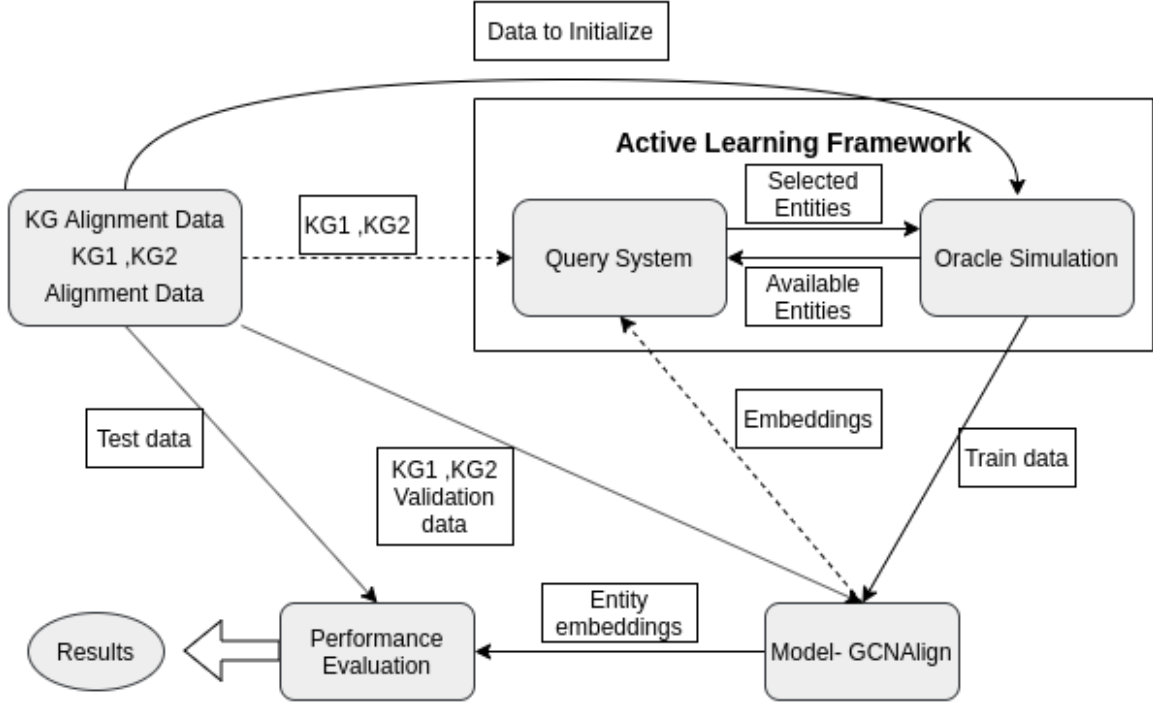 Data to Initialize
Active Learning Framework
KG Alignment Data
KG1 ,KG2
Alignment Data
KG1 ,KG2
Query System
Selected
Entities
Available
Entities
Oracle Simulation
Test data
KG1 ,KG2
Validation
data
Embeddings
Train data
Results
Performance
Evaluation
Entity
embeddings
Model- GCNAlign